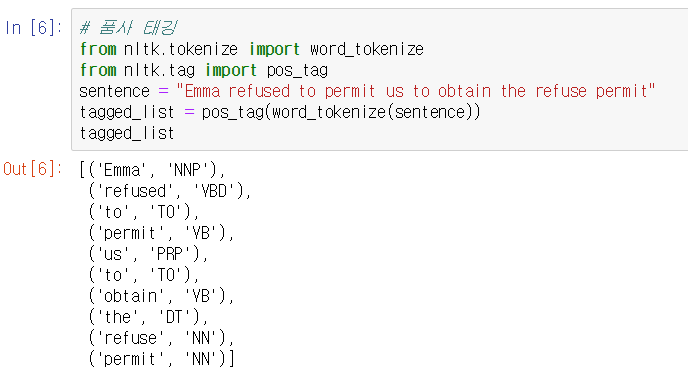 In [6]: # 품사 태깅
from nltk.tokenize import word_tokenize
from nltk.tag import pos_tag
sentence = "Emma refused to permit us to obtain the refuse permit"
tagged_list = pos_tag(word_tokenize(sentence))
tagged_list
Out[6]: [('Emma', 'NNP'),
('refused', 'VBD'),
('to', 'TO'),
('permit', 'VB'),
('us', 'PRP'),
('to', 'TO'),
('obtain', 'VB'),
('the', 'DT'),
('refuse', 'NN'),
('permit', 'NN')]